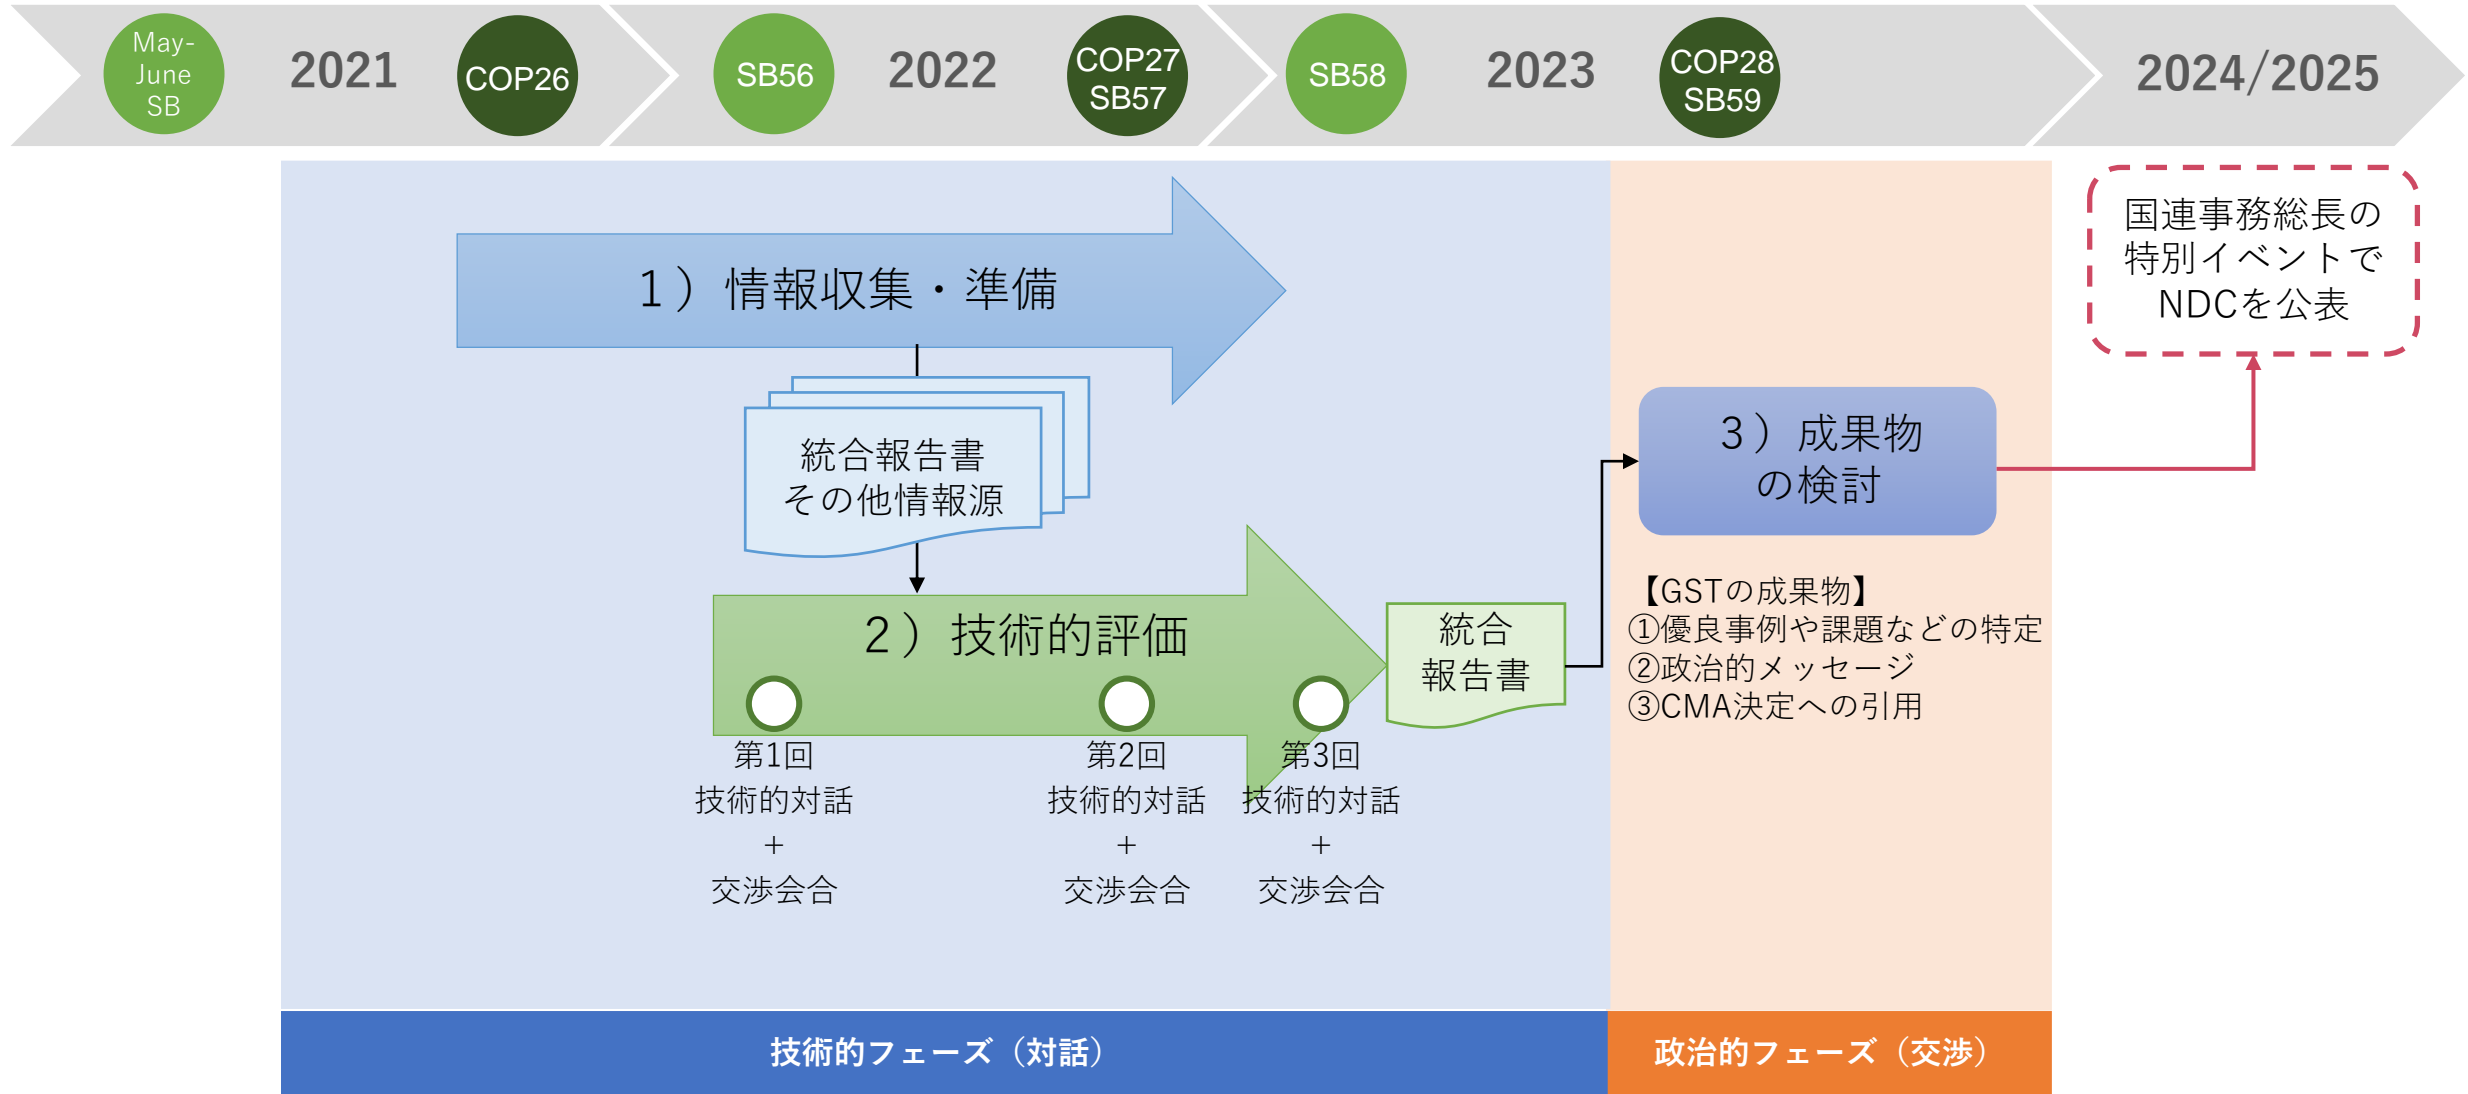 May-
June
SB
2021
COP26
SB56
2022
COP27
SB57
SB58
2023
COP28
SB59
2024/2025
1）情報収集・準備
統合報告書
その他情報源
2）技術的評価
第1回
技術的対話
+
交渉会合
第2回
技術的対話
+
交渉会合
第3回
技術的対話
+
交渉会合
統合
報告書
3）成果物
の検討
【GSTの成果物】
①優良事例や課題などの特定
②政治的メッセージ
③CMA決定への引用
国連事務総長の
特別イベントで
NDCを公表
技術的フェーズ（対話）
政治的フェーズ（交渉）